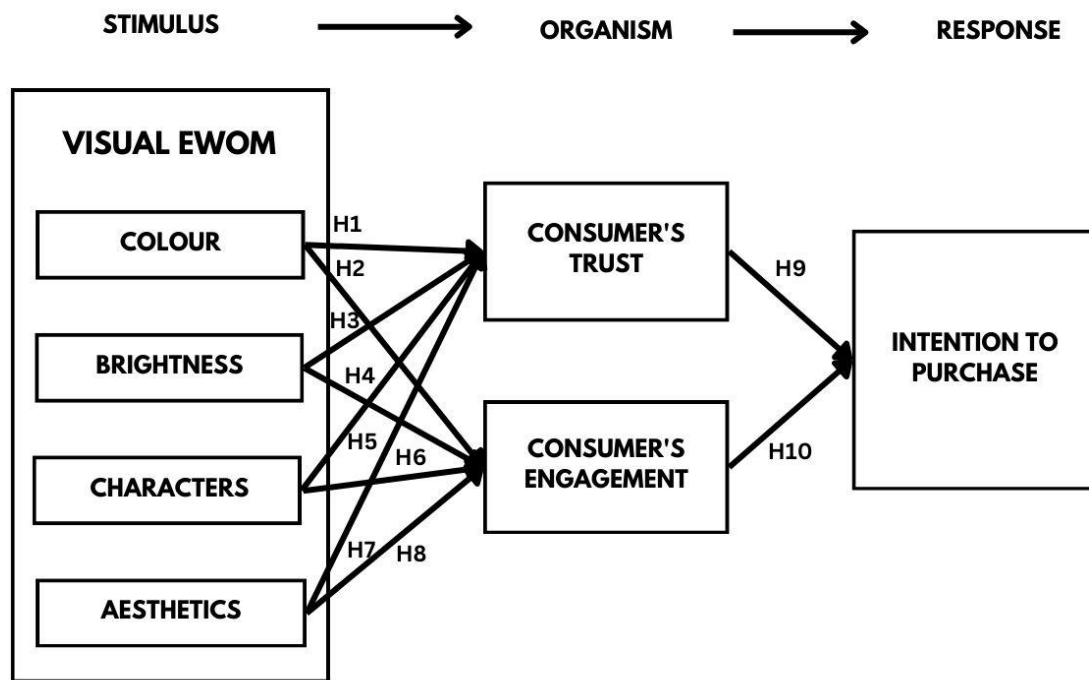 STIMULUS
ORGANISM
RESPONSE
VISUAL EWOM
COLOUR
BRIGHTNESS
CHARACTERS
AESTHETICS
H1
H2
H3
H4
H5
H6
H7
H8
CONSUMER'S
TRUST
CONSUMER'S
ENGAGEMENT
H9
H10
INTENTION TO
PURCHASE